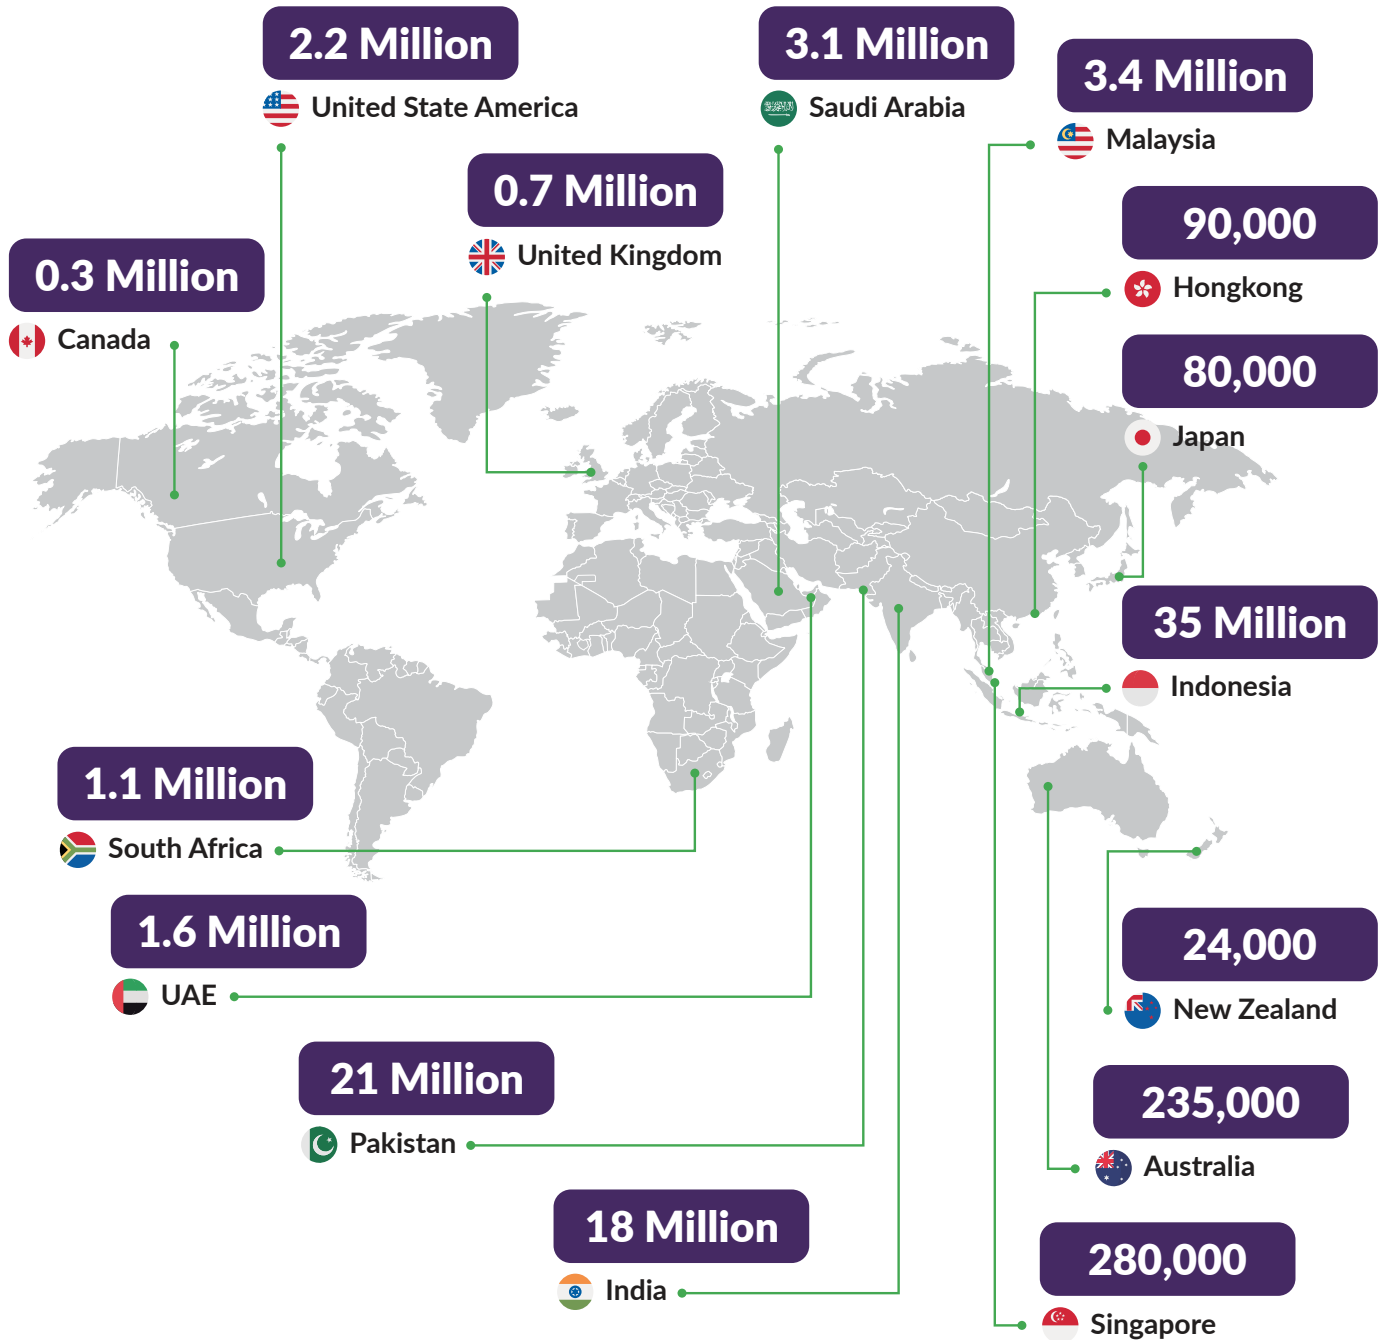 2.2 Million
United State America
3.1 Million
Saudi Arabia
3.4 Million
Malaysia
0.7 Million
United Kingdom
90,000
Hongkong
0.3 Million
Canada
80,000
Japan
35 Million
Indonesia
1.1 Million
South Africa
1.6 Million
UAE
24,000
New Zealand
21 Million
Pakistan
235,000
Australia
18 Million
India
280,000
Singapore